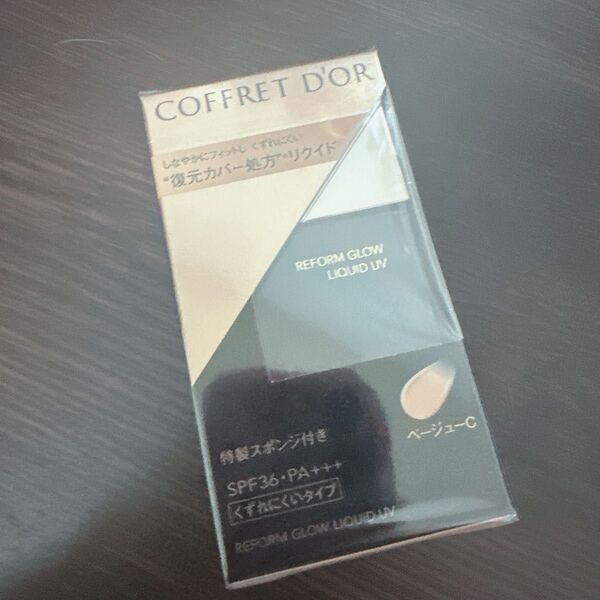 COFFRET D'OR
しなやかにフィットし くずれにくい
"復元カバー処方"*リクイド
REFORM GLOW
LIQUID UV
ベージューC
特製スポンジ付き
SPF36・PA+++
くずれにくいタイプ
REFORM GLOW LIQUID UV